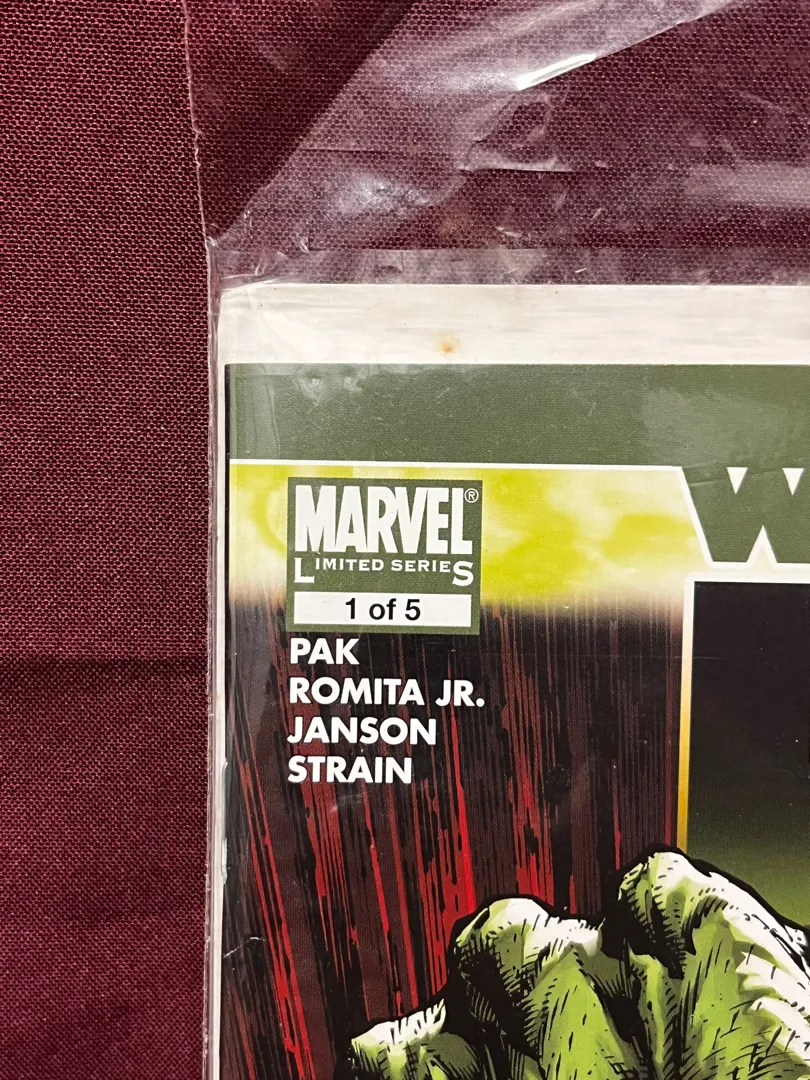 MARVEL®
LIMITED SERIES
1 of 5
PAK
ROMITA JR.
JANSON
STRAIN
W